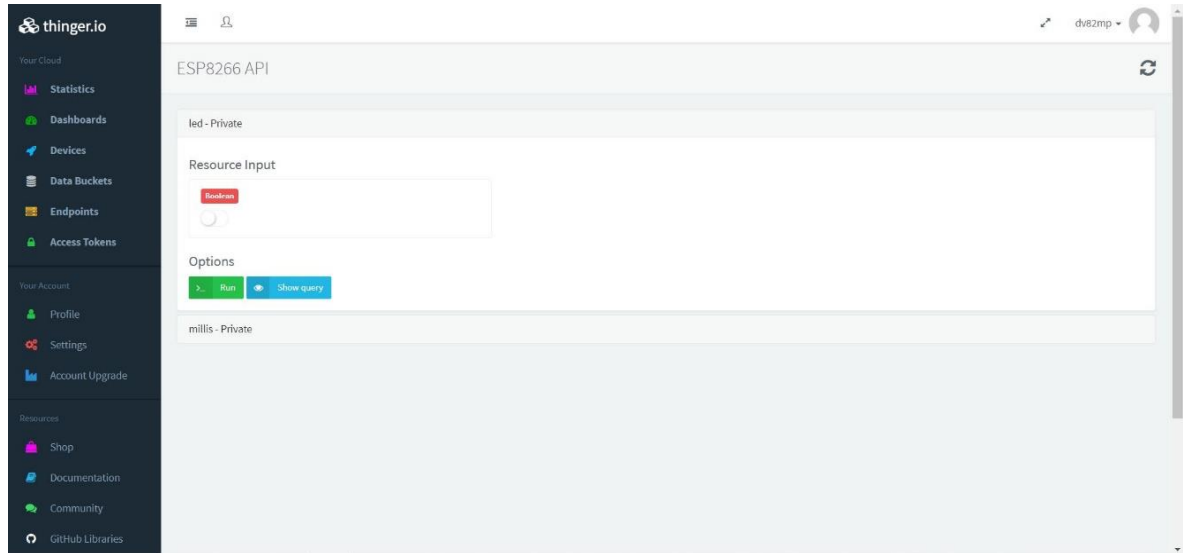 thinger.io
dv82mp
Your Cloud
Statistics
Dashboards
Devices
Data Buckets
Endpoints
Access Tokens
Your Account
Profile
Settings
Account Upgrade
Resources
Shop
Documentation
Community
GitHub Libraries
ESP8266 API
led - Private
Resource Input
Boolean
Options
>_ Run
Show query
millis - Private